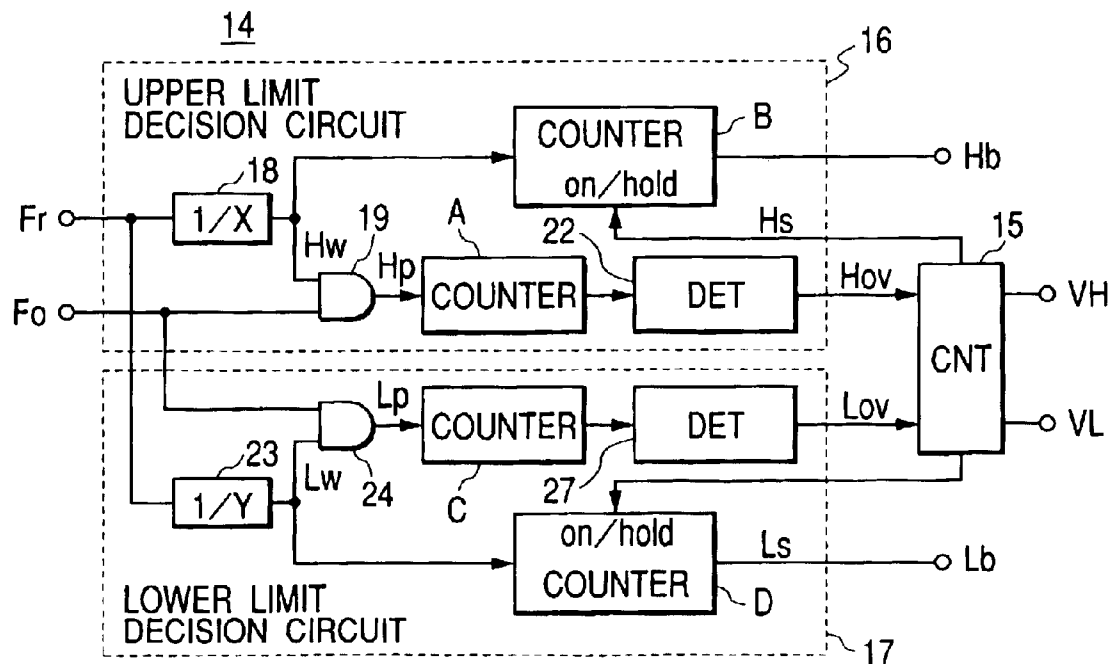 14
16
UPPER LIMIT
DECISION CIRCUIT
COUNTER
on/hold
B
Hb
18
1/X
Fr
Hw
19
Hp
A
COUNTER
22
DET
Hs
Hov
15
CNT
VH
Fo
VL
Lp
COUNTER
C
DET
27
Lov
24
23
Lw
1/Y
on/hold
COUNTER
D
Ls
Lb
LOWER LIMIT
DECISION CIRCUIT
17